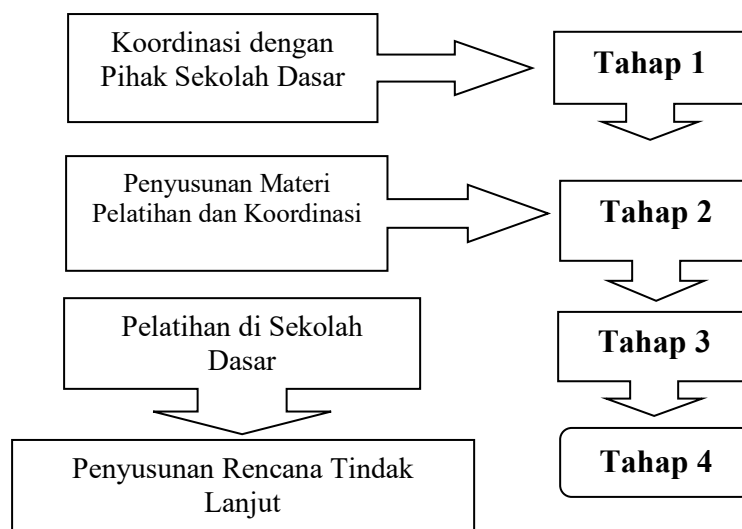 Koordinasi dengan
Pihak Sekolah Dasar
Tahap 1
Penyusunan Materi
Pelatihan dan Koordinasi
Tahap 2
Pelatihan di Sekolah
Dasar
Tahap 3
Penyusunan Rencana Tindak
Lanjut
Tahap 4